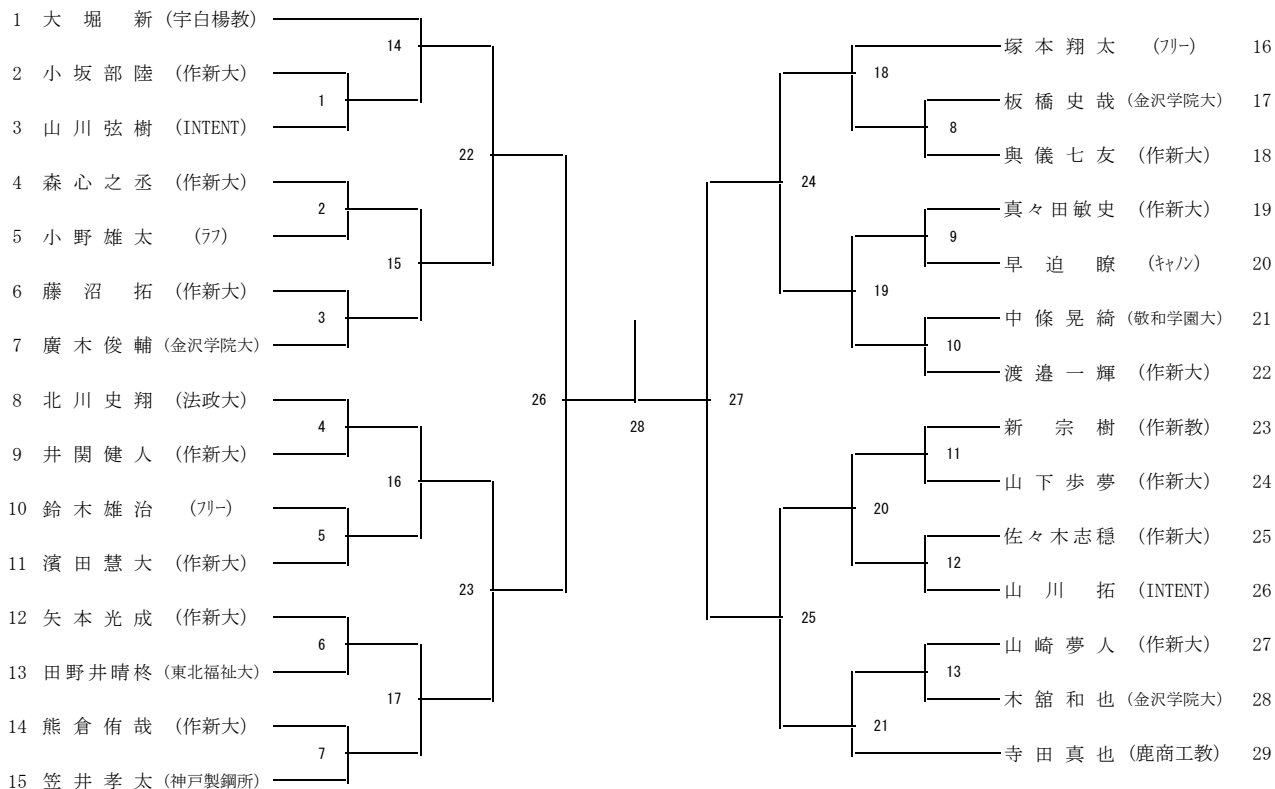 1 大堀新 (宇白楊教)
2 小坂部陸 (作新大)
3 山川弦樹 (INTENT)
4 森心之丞 (作新大)
5 小野雄太 (ﾗﾌ)
6 藤沼拓 (作新大)
7 廣木俊輔 (金沢学院大)
8 北川史翔 (法政大)
9 井関健人 (作新大)
10 鈴木雄治 (ﾌﾘｰ)
11 濱田慧大 (作新大)
12 矢本光成 (作新大)
13 田野井晴柊 (東北福祉大)
14 熊倉侑哉 (作新大)
15 笠井孝太 (神戸製鋼所)
14
1
22
2
15
3
26
4
16
5
23
6
17
7
28
18
8
24
9
19
10
27
11
20
12
25
13
21
塚本翔太 (ﾌﾘｰ) 16
板橋史哉 (金沢学院大) 17
與儀七友 (作新大) 18
真々田敏史 (作新大) 19
早迫瞭 (ｷｬﾉﾝ) 20
中條晃綺 (敬和学園大) 21
渡邉一輝 (作新大) 22
新宗樹 (作新教) 23
山下歩夢 (作新大) 24
佐々木志穏 (作新大) 25
山川拓 (INTENT) 26
山崎夢人 (作新大) 27
木舘和也 (金沢学院大) 28
寺田真也 (鹿商工教) 29